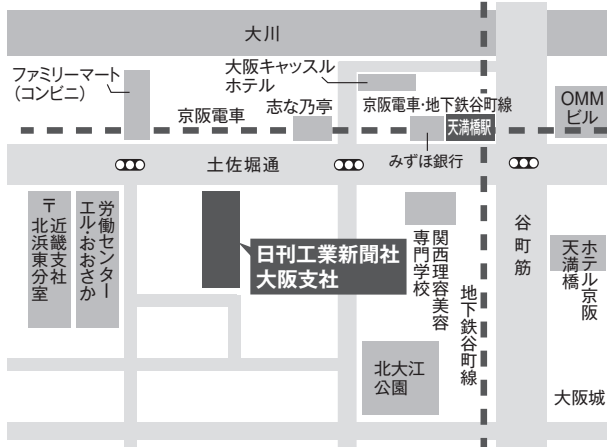 大川
ファミリーマート
(コンビニ)
大阪キャッスル
ホテル
京阪電車
志な乃亭
京阪電車・地下鉄谷町線
天満橋駅
OMM
ビル
土佐堀通
みずほ銀行
〒近畿支社
北浜東分室
労働センター
エル・おおさか
日刊工業新聞社
大阪支社
関西理容美容
専門学校
地下鉄谷町線
谷町筋
ホテル京阪
天満橋
北大江
公園
大阪城